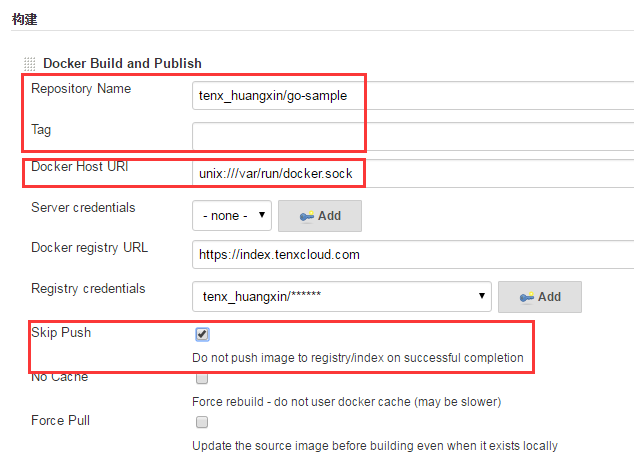 构建
Docker Build and Publish
Repository Name
tenx_huangxin/go-sample
Tag
Docker Host URI
unix:///var/run/docker.sock
Server credentials
- none -
Add
Docker registry URL
https://index.tenxcloud.com
Registry credentials
tenx_huangxin/******
Add
Skip Push
Do not push image to registry/index on successful completion
No Cache
Force rebuild - do not user docker cache (may be slower)
Force Pull
Update the source image before building even when it exists locally